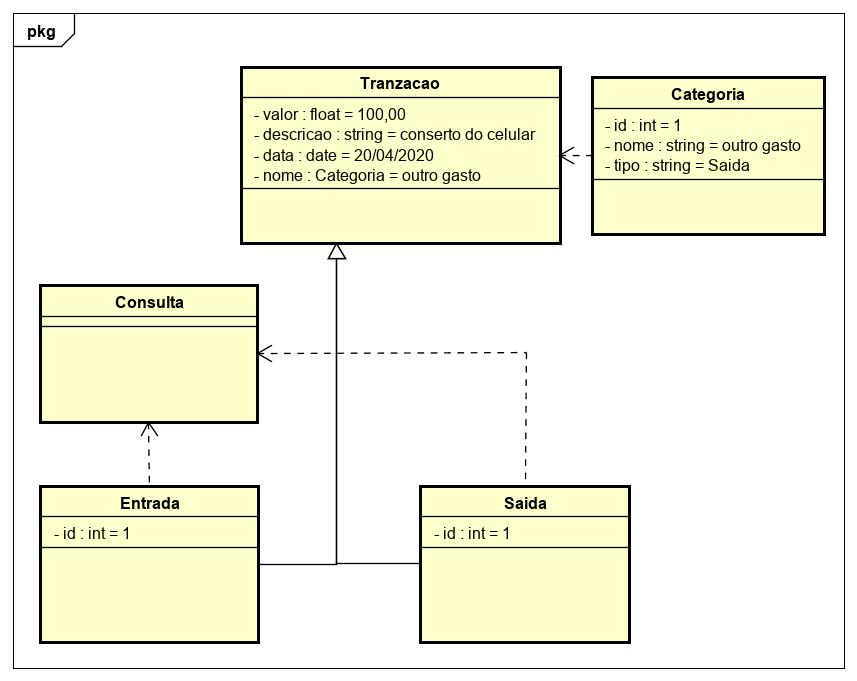 pkg
Tranzacao
- valor : float = 100,00
- descricao : string = conserto do celular
- data : date = 20/04/2020
- nome : Categoria = outro gasto
Categoria
- id : int = 1
- nome : string = outro gasto
- tipo : string = Saida
Consulta
Entrada
- id : int = 1
Saida
- id : int = 1